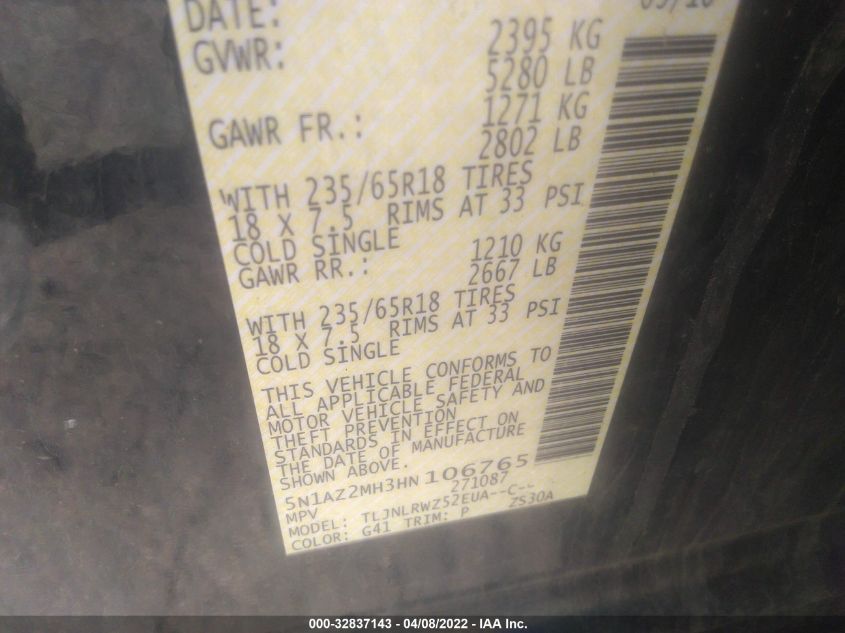 DATE:
GVWR: 2395 KG
5280 LB
GAWR FR.: 1271 KG
2802 LB
WITH 235/65R18 TIRES
18 X 7.5 RIMS AT 33 PSI
COLD SINGLE
GAWR RR.: 1210 KG
2667 LB
WITH 235/65R18 TIRES
18 X 7.5 RIMS AT 33 PSI
COLD SINGLE
THIS VEHICLE CONFORMS TO
ALL APPLICABLE FEDERAL
MOTOR VEHICLE SAFETY AND
THEFT PREVENTION
STANDARDS IN EFFECT ON
THE DATE OF MANUFACTURE
SHOWN ABOVE.
5N1AZ2MH3HN106765
MPV 271087
MODEL: TLJNLRWZ52EUA--C--
COLOR: G41 TRIM: P ZS30A
000-32837143 - 04/08/2022 - IAA Inc.